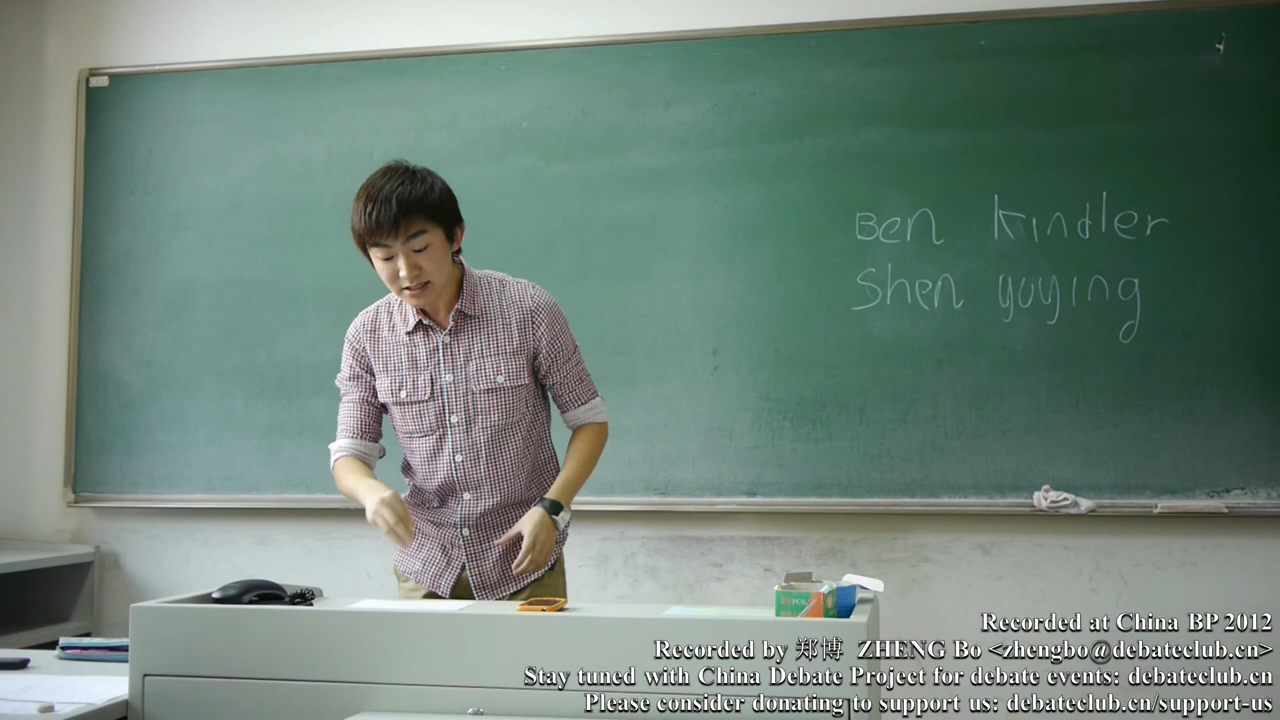 Ben Kindler
Shen yuying
Recorded at China BP 2012
Recorded by 郑博 ZHENG Bo <zhengbo@debateclub.cn>
Stay tuned with China Debate Project for debate events: debateclub.cn
Please consider donating to support us: debateclub.cn/support-us